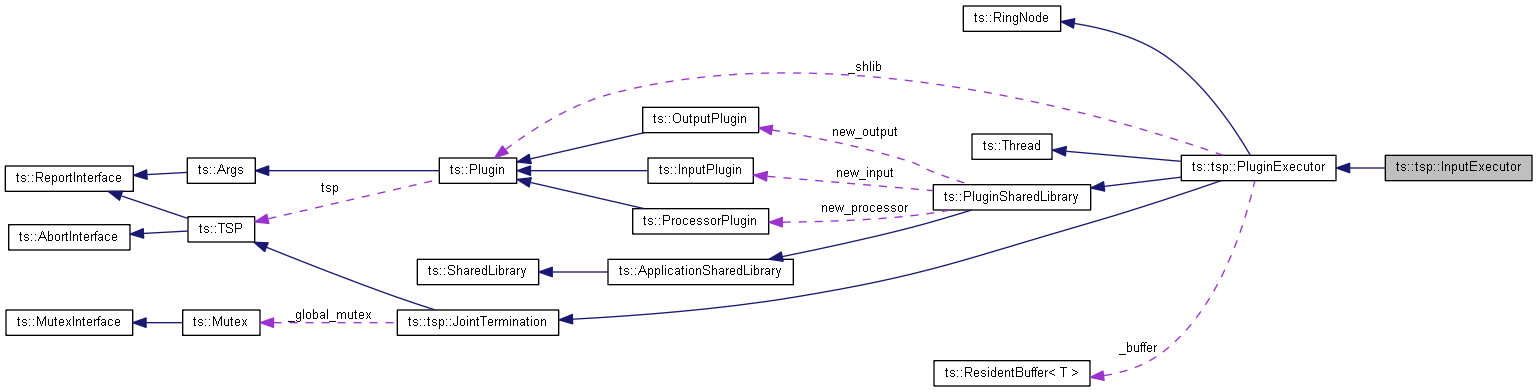 ts::RingNode
_shlib
ts::OutputPlugin
new_output
ts::Thread
ts::ReportInterface
ts::Args
ts::Plugin
ts::InputPlugin
new_input
ts::tsp::PluginExecutor
ts::tsp::InputExecutor
tsp
ts::PluginSharedLibrary
new_processor
ts::ProcessorPlugin
ts::AbortInterface
ts::TSP
ts::SharedLibrary
ts::ApplicationSharedLibrary
ts::MutexInterface
ts::Mutex
_global_mutex
ts::tsp::JointTermination
_buffer
ts::ResidentBuffer< T >